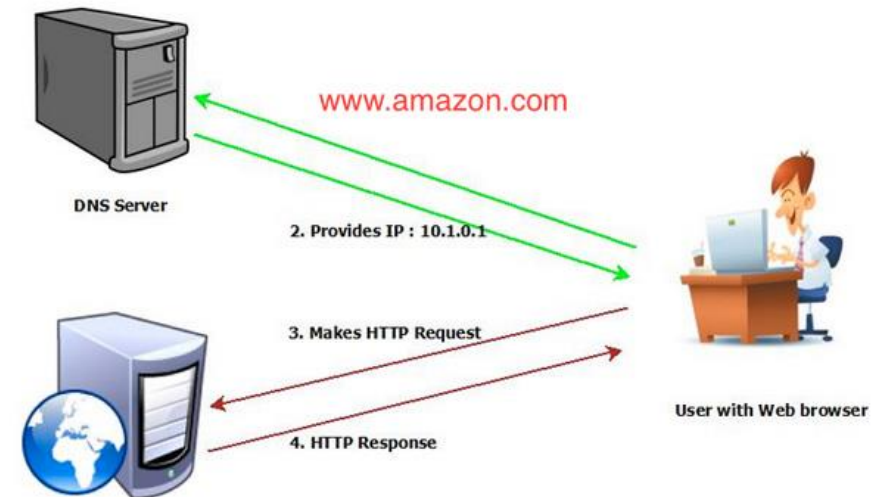 www.amazon.com
DNS Server
2. Provides IP : 10.1.0.1
3. Makes HTTP Request
User with Web browser
4. HTTP Response